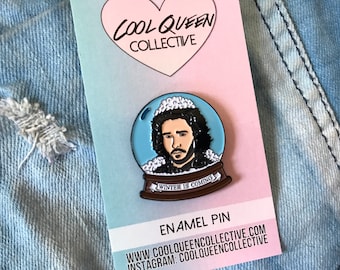 COOL QUEEN
COLLECTIVE
WINTER IS COMING
ENAMEL PIN
WWW.COOLQUEENCOLLECTIVE.COM
INSTAGRAM: COOLQUEENCOLLECTIVE